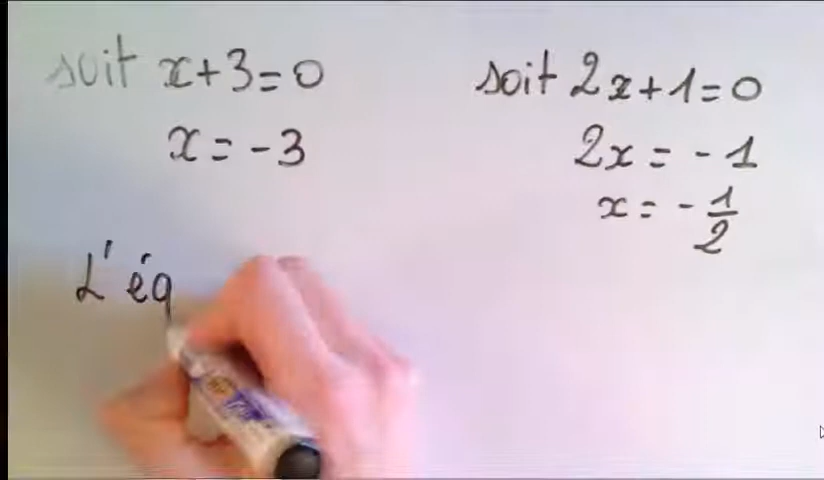 soit x+3=0
x = -3
soit 2x+1=0
2x = -1
x = -1/2
L'éq